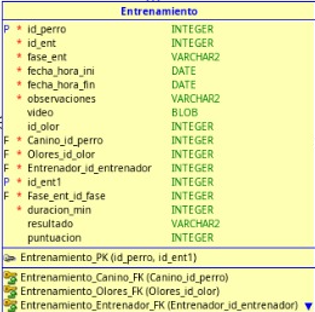 Entrenamiento
P * id_perro INTEGER
* id_ent INTEGER
* fase_ent VARCHAR2
* fecha_hora_ini DATE
* fecha_hora_fin DATE
* observaciones VARCHAR2
video BLOB
id_olor INTEGER
F * Canino_id_perro INTEGER
F * Olores_id_olor INTEGER
F * Entrenador_id_entrenador INTEGER
P * id_ent1 INTEGER
F * Fase_ent_id_fase INTEGER
* duracion_min INTEGER
resultado VARCHAR2
puntuacion INTEGER
Entrenamiento_PK (id_perro, id_ent1)
Entrenamiento_Canino_FK (Canino_id_perro)
Entrenamiento_Olores_FK (Olores_id_olor)
Entrenamiento_Entrenador_FK (Entrenador_id_entrenador)